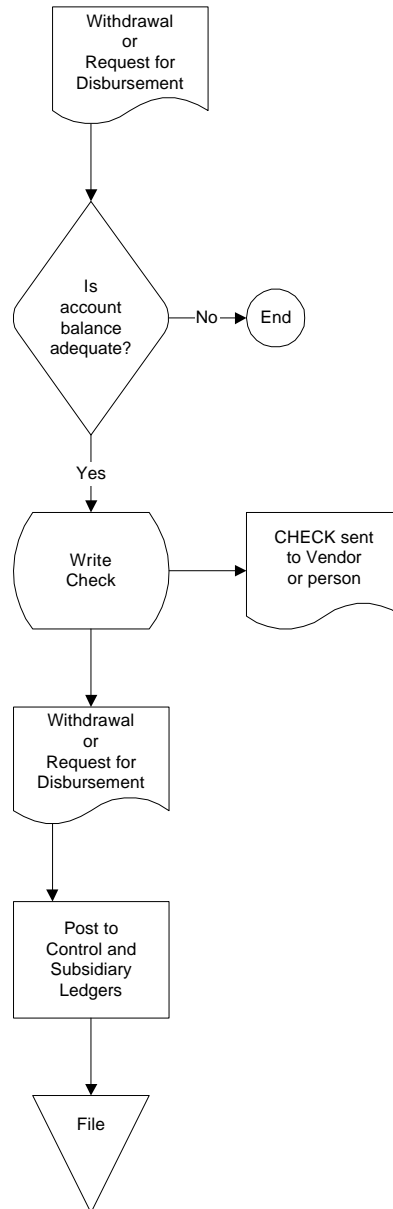 Withdrawal
or
Request for
Disbursement
Is
account
balance
adequate?
No
End
Yes
Write
Check
CHECK sent
to Vendor
or person
Withdrawal
or
Request for
Disbursement
Post to
Control and
Subsidiary
Ledgers
File